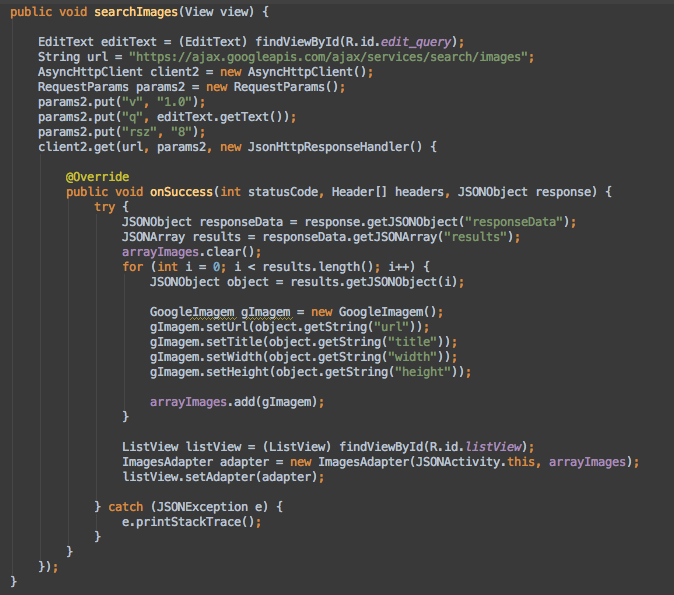 public void searchImages(View view) {
EditText editText = (EditText) findViewById(R.id.edit_query);
String url = "https://ajax.googleapis.com/ajax/services/search/images";
AsyncHttpClient client2 = new AsyncHttpClient();
RequestParams params2 = new RequestParams();
params2.put("v", "1.0");
params2.put("q", editText.getText());
params2.put("rsz", "8");
client2.get(url, params2, new JsonHttpResponseHandler() {
@Override
public void onSuccess(int statusCode, Header[] headers, JSONObject response) {
try {
JSONObject responseData = response.getJSONObject("responseData");
JSONArray results = responseData.getJSONArray("results");
arrayImages.clear();
for (int i = 0; i < results.length(); i++) {
JSONObject object = results.getJSONObject(i);
GoogleImagem gImagem = new GoogleImagem();
gImagem.setUrl(object.getString("url"));
gImagem.setTitle(object.getString("title"));
gImagem.setWidth(object.getString("width"));
gImagem.setHeight(object.getString("height"));
arrayImages.add(gImagem);
}
ListView listView = (ListView) findViewById(R.id.listView);
ImagesAdapter adapter = new ImagesAdapter(JSONActivity.this, arrayImages);
listView.setAdapter(adapter);
} catch (JSONException e) {
e.printStackTrace();
}
}
});
}